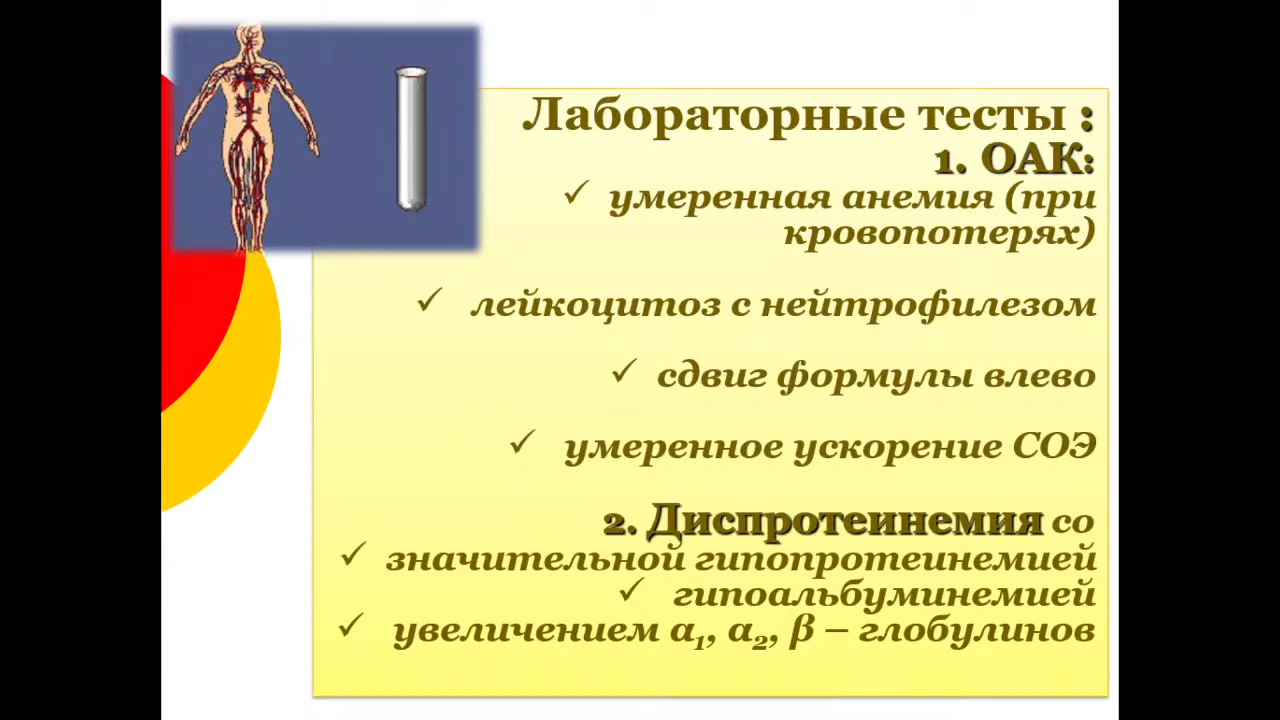 Лабораторные тесты :
1. ОАК:
✓ умеренная анемия (при
кровопотерях)
✓ лейкоцитоз с нейтрофилезом
✓ сдвиг формулы влево
✓ умеренное ускорение СОЭ
2. Диспротеинемия со
✓ значительной гипопротеинемией
✓ гипоальбуминемией
✓ увеличением α₁, α₂, β – глобулинов